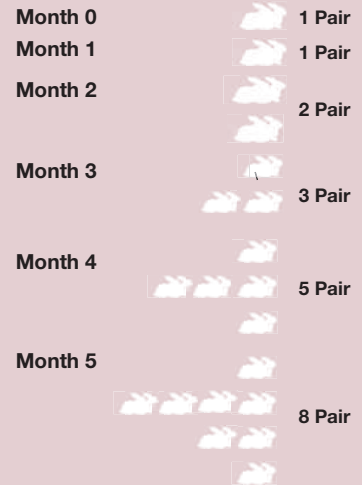 Month 0 1 Pair
Month 1 1 Pair
Month 2
2 Pair
Month 3
3 Pair
Month 4
5 Pair
Month 5
8 Pair